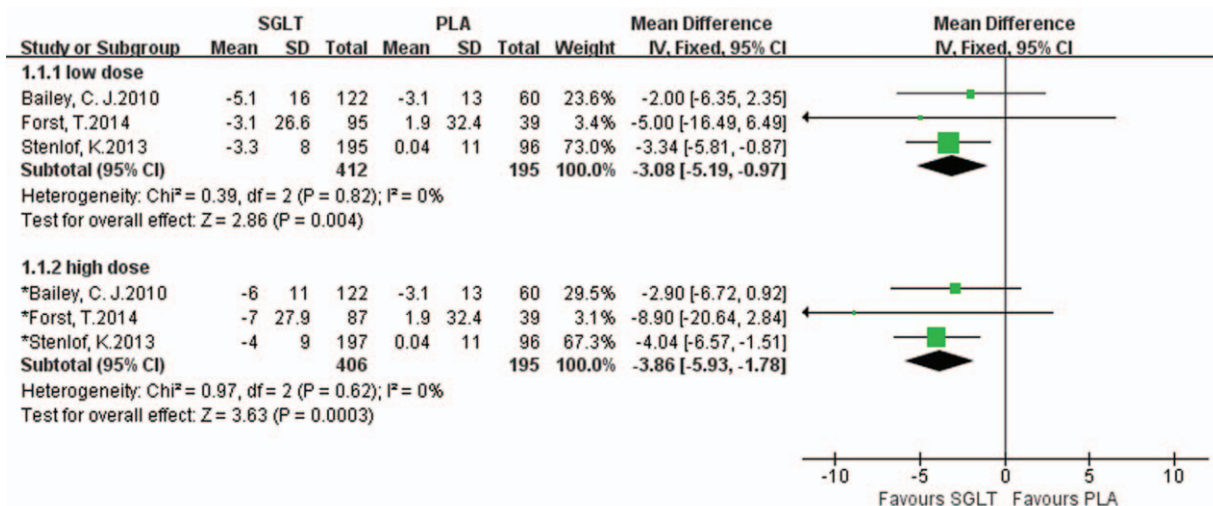 SGLT PLA Mean Difference Mean Difference
Study or Subgroup Mean SD Total Mean SD Total Weight IV, Fixed, 95% CI IV, Fixed, 95% CI
1.1.1 low dose
Bailey, C. J.2010 -5.1 16 122 -3.1 13 60 23.6% -2.00 [-6.35, 2.35]
Forst, T.2014 -3.1 26.6 95 1.9 32.4 39 3.4% -5.00 [-16.49, 6.49]
Stenlof, K.2013 -3.3 8 195 0.04 11 96 73.0% -3.34 [-5.81, -0.87]
Subtotal (95% CI) 412 195 100.0% -3.08 [-5.19, -0.97]
Heterogeneity: Chi² = 0.39, df = 2 (P = 0.82); I² = 0%
Test for overall effect: Z = 2.86 (P = 0.004)
1.1.2 high dose
*Bailey, C. J.2010 -6 11 122 -3.1 13 60 29.5% -2.90 [-6.72, 0.92]
*Forst, T.2014 -7 27.9 87 1.9 32.4 39 3.1% -8.90 [-20.64, 2.84]
*Stenlof, K.2013 -4 9 197 0.04 11 96 67.3% -4.04 [-6.57, -1.51]
Subtotal (95% CI) 406 195 100.0% -3.86 [-5.93, -1.78]
Heterogeneity: Chi² = 0.97, df = 2 (P = 0.62); I² = 0%
Test for overall effect: Z = 3.63 (P = 0.0003)
-10 -5 0 5 10
Favours SGLT Favours PLA